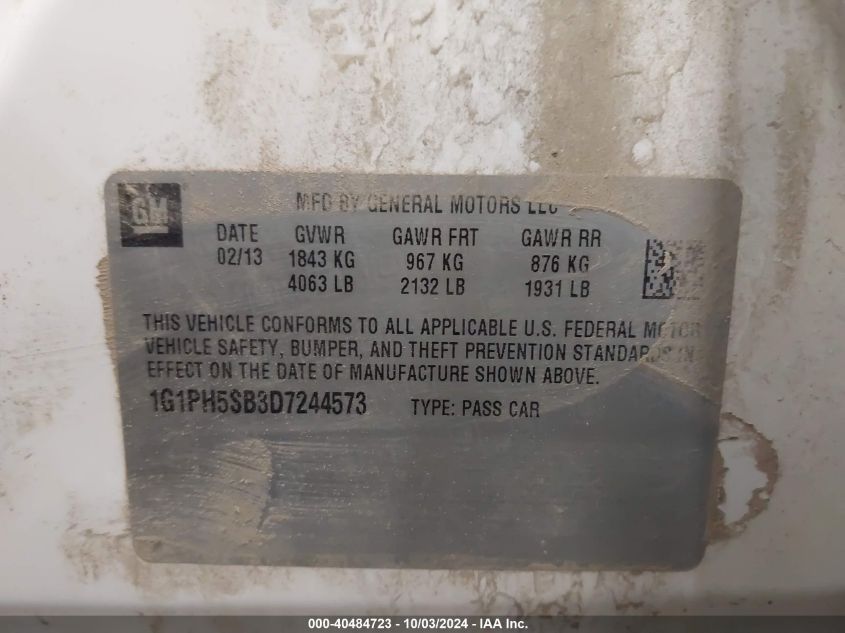 GM
MFD BY GENERAL MOTORS LLC
DATE GVWR GAWR FRT GAWR RR
02/13 1843 KG 967 KG 876 KG
4063 LB 2132 LB 1931 LB
THIS VEHICLE CONFORMS TO ALL APPLICABLE U.S. FEDERAL MOTOR
VEHICLE SAFETY, BUMPER, AND THEFT PREVENTION STANDARDS IN
EFFECT ON THE DATE OF MANUFACTURE SHOWN ABOVE.
1G1PH5SB3D7244573 TYPE: PASS CAR
000-40484723 - 10/03/2024 - IAA Inc.